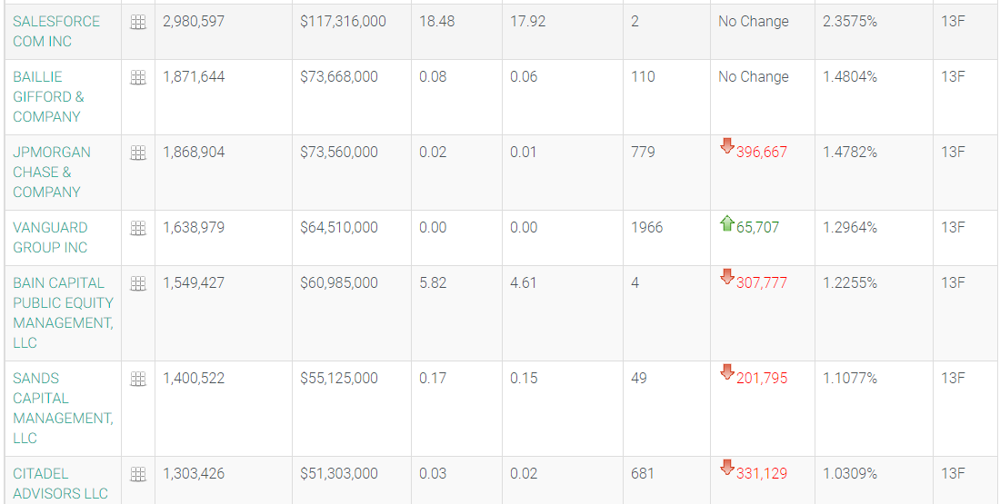 SALESFORCE 2,980,597 $117,316,000 18.48 17.92 2 No Change 2.3575% 13F
COM INC
BAILLIE 1,871,644 $73,668,000 0.08 0.06 110 No Change 1.4804% 13F
GIFFORD &
COMPANY
JPMORGAN 1,868,904 $73,560,000 0.02 0.01 779 396,667 1.4782% 13F
CHASE &
COMPANY
VANGUARD 1,638,979 $64,510,000 0.00 0.00 1966 65,707 1.2964% 13F
GROUP INC
BAIN CAPITAL 1,549,427 $60,985,000 5.82 4.61 4 307,777 1.2255% 13F
PUBLIC EQUITY
MANAGEMENT,
LLC
SANDS 1,400,522 $55,125,000 0.17 0.15 49 201,795 1.1077% 13F
CAPITAL
MANAGEMENT,
LLC
CITADEL 1,303,426 $51,303,000 0.03 0.02 681 331,129 1.0309% 13F
ADVISORS LLC